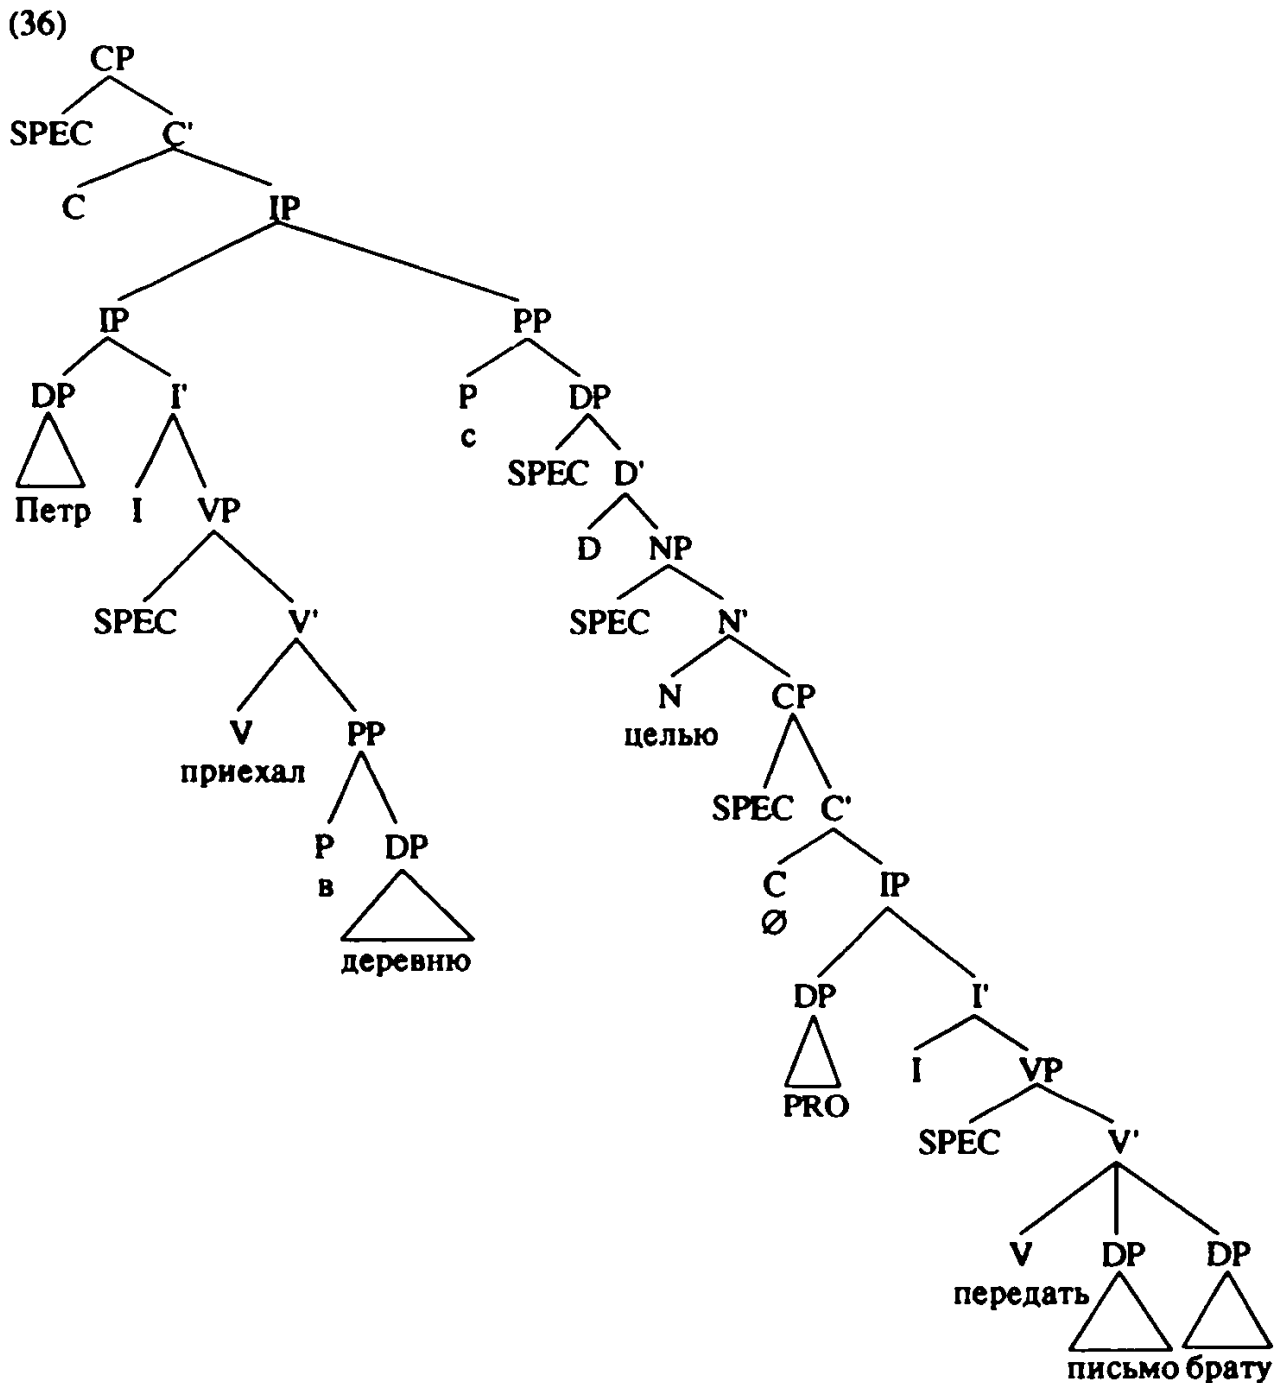 (36)
CP
SPEC C'
C IP
IP PP
DP I' P DP
с
SPEC D'
Петр I VP
D NP
SPEC V' SPEC N'
N CP
V PP целью
приехал
SPEC C'
P DP
в C IP
∅
деревню
DP I'
I VP
PRO
SPEC V'
V DP DP
передать
письмо брату